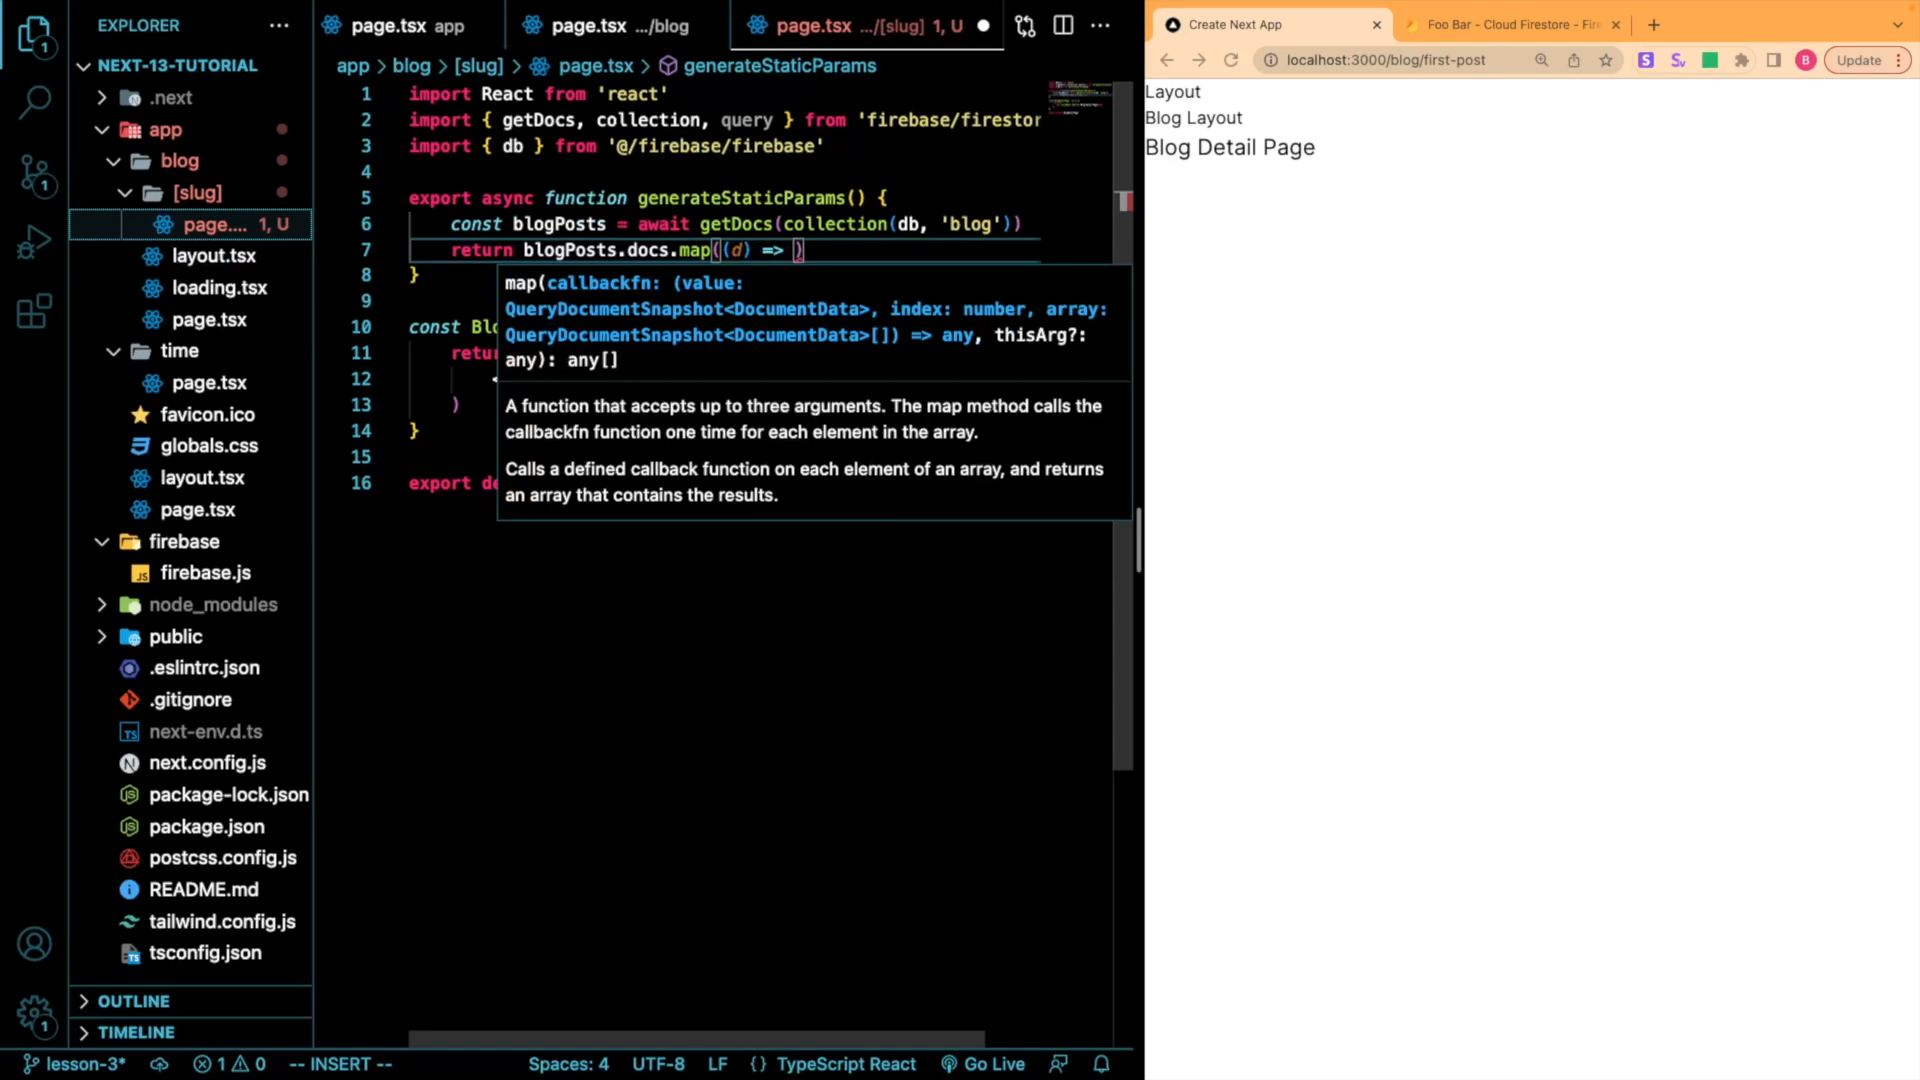 EXPLORER
NEXT-13-TUTORIAL
.next
app
blog
[slug]
page.... 1, U
layout.tsx
loading.tsx
page.tsx
time
page.tsx
favicon.ico
globals.css
layout.tsx
page.tsx
firebase
firebase.js
node_modules
public
.eslintrc.json
.gitignore
next-env.d.ts
next.config.js
package-lock.json
package.json
postcss.config.js
README.md
tailwind.config.js
tsconfig.json
OUTLINE
TIMELINE
page.tsx app
page.tsx .../blog
page.tsx .../[slug] 1, U
app > blog > [slug] > page.tsx > generateStaticParams
1 import React from 'react'
2 import { getDocs, collection, query } from 'firebase/firestor
3 import { db } from '@/firebase/firebase'
4
5 export async function generateStaticParams() {
6 const blogPosts = await getDocs(collection(db, 'blog'))
7 return blogPosts.docs.map((d) => )
8 }
9
10 const Blo
11 retur
12 <
13 )
14 }
15
16 export de
map(callbackfn: (value:
QueryDocumentSnapshot<DocumentData>, index: number, array:
QueryDocumentSnapshot<DocumentData>[]) => any, thisArg?:
any): any[]
A function that accepts up to three arguments. The map method calls the
callbackfn function one time for each element in the array.
Calls a defined callback function on each element of an array, and returns
an array that contains the results.
lesson-3* 1 0 -- INSERT -- Spaces: 4 UTF-8 LF {} TypeScript React Go Live
Create Next App
Foo Bar - Cloud Firestore - Fire
localhost:3000/blog/first-post
B
Update
Layout
Blog Layout
Blog Detail Page